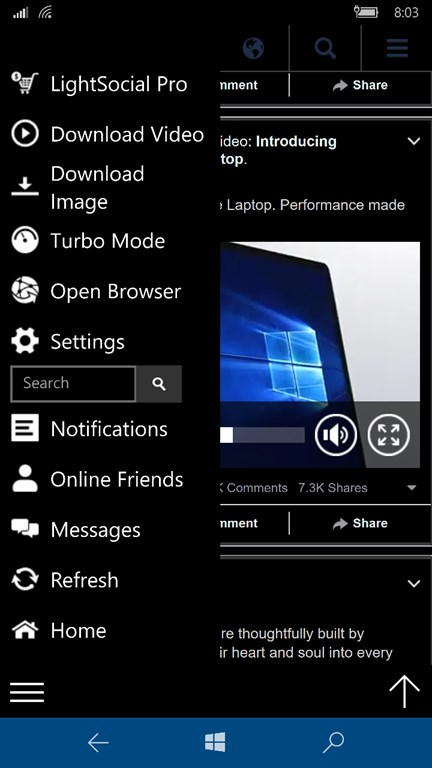 8:03
LightSocial Pro
Share
Download Video
ideo: Introducing
top.
Download
Image
Laptop. Performance made
Turbo Mode
Open Browser
Settings
Search
Notifications
Online Friends
Comments 7.3K Shares
Messages
Share
Refresh
Home
re thoughtfully built by
ir heart and soul into every